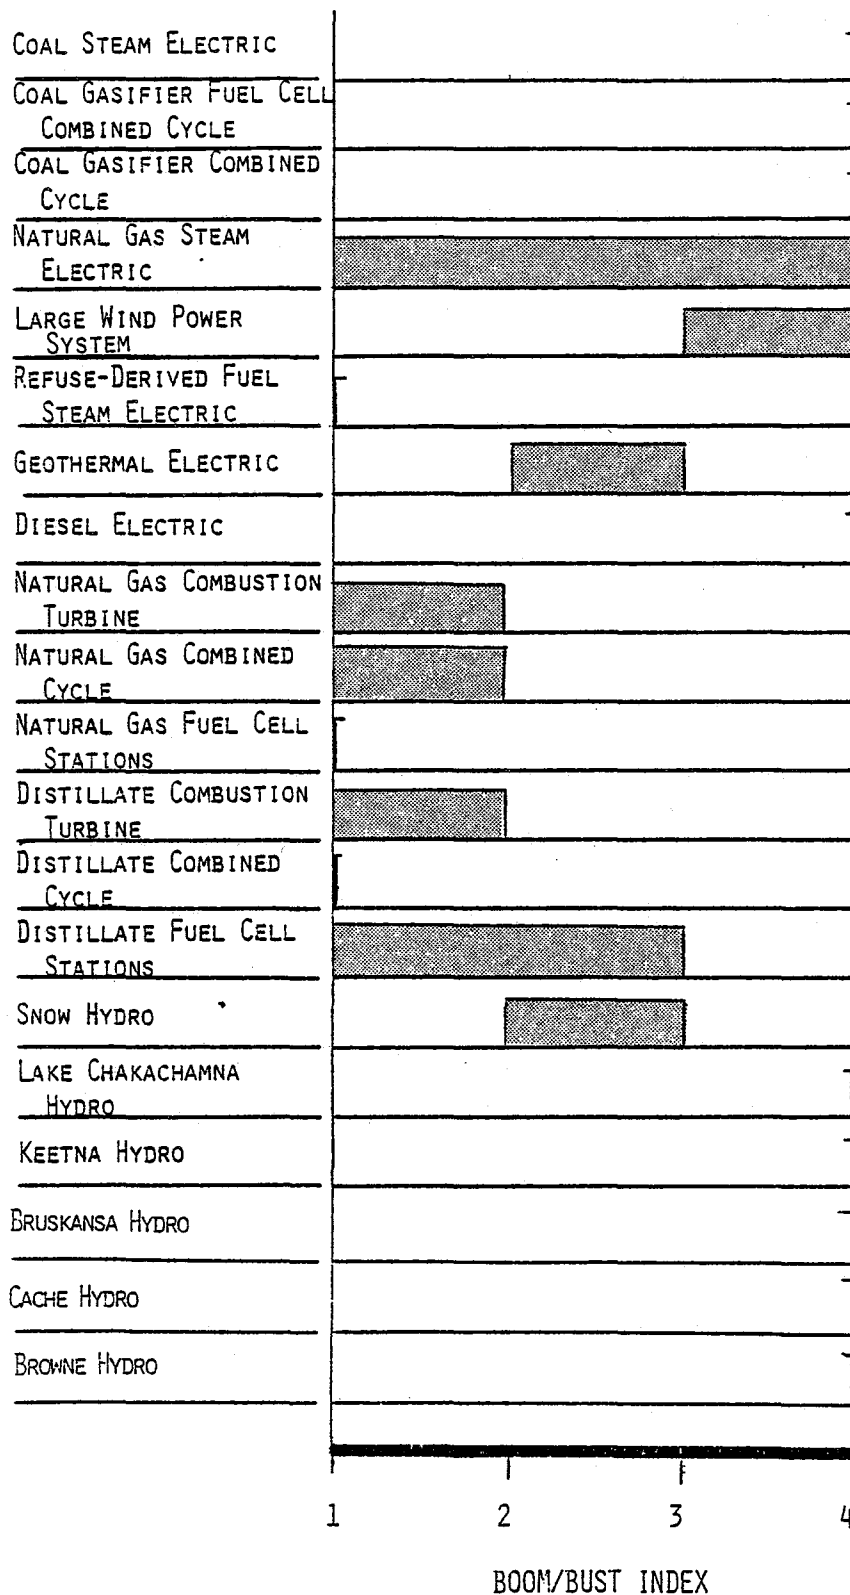 COAL STEAM ELECTRIC
COAL GASIFIER FUEL CELL
COMBINED CYCLE
COAL GASIFIER COMBINED
CYCLE
NATURAL GAS STEAM
ELECTRIC
LARGE WIND POWER
SYSTEM
REFUSE-DERIVED FUEL
STEAM ELECTRIC
GEOTHERMAL ELECTRIC
DIESEL ELECTRIC
NATURAL GAS COMBUSTION
TURBINE
NATURAL GAS COMBINED
CYCLE
NATURAL GAS FUEL CELL
STATIONS
DISTILLATE COMBUSTION
TURBINE
DISTILLATE COMBINED
CYCLE
DISTILLATE FUEL CELL
STATIONS
SNOW HYDRO
LAKE CHAKACHAMNA
HYDRO
KEETNA HYDRO
BRUSKANSA HYDRO
CACHE HYDRO
BROWNE HYDRO
1 2 3 4
BOOM/BUST INDEX